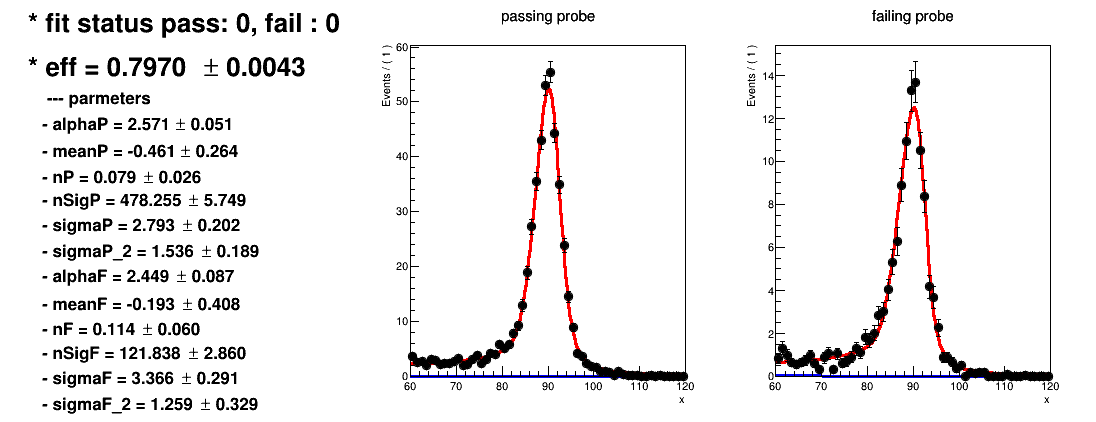 * fit status pass: 0, fail : 0
* eff = 0.7970 ± 0.0043
--- parmeters
- alphaP = 2.571 ± 0.051
- meanP = -0.461 ± 0.264
- nP = 0.079 ± 0.026
- nSigP = 478.255 ± 5.749
- sigmaP = 2.793 ± 0.202
- sigmaP_2 = 1.536 ± 0.189
- alphaF = 2.449 ± 0.087
- meanF = -0.193 ± 0.408
- nF = 0.114 ± 0.060
- nSigF = 121.838 ± 2.860
- sigmaF = 3.366 ± 0.291
- sigmaF_2 = 1.259 ± 0.329
passing probe
Events / ( 1 )
60
50
40
30
20
10
0
60 70 80 90 100 110 120
x
failing probe
Events / ( 1 )
14
12
10
8
6
4
2
0
60 70 80 90 100 110 120
x